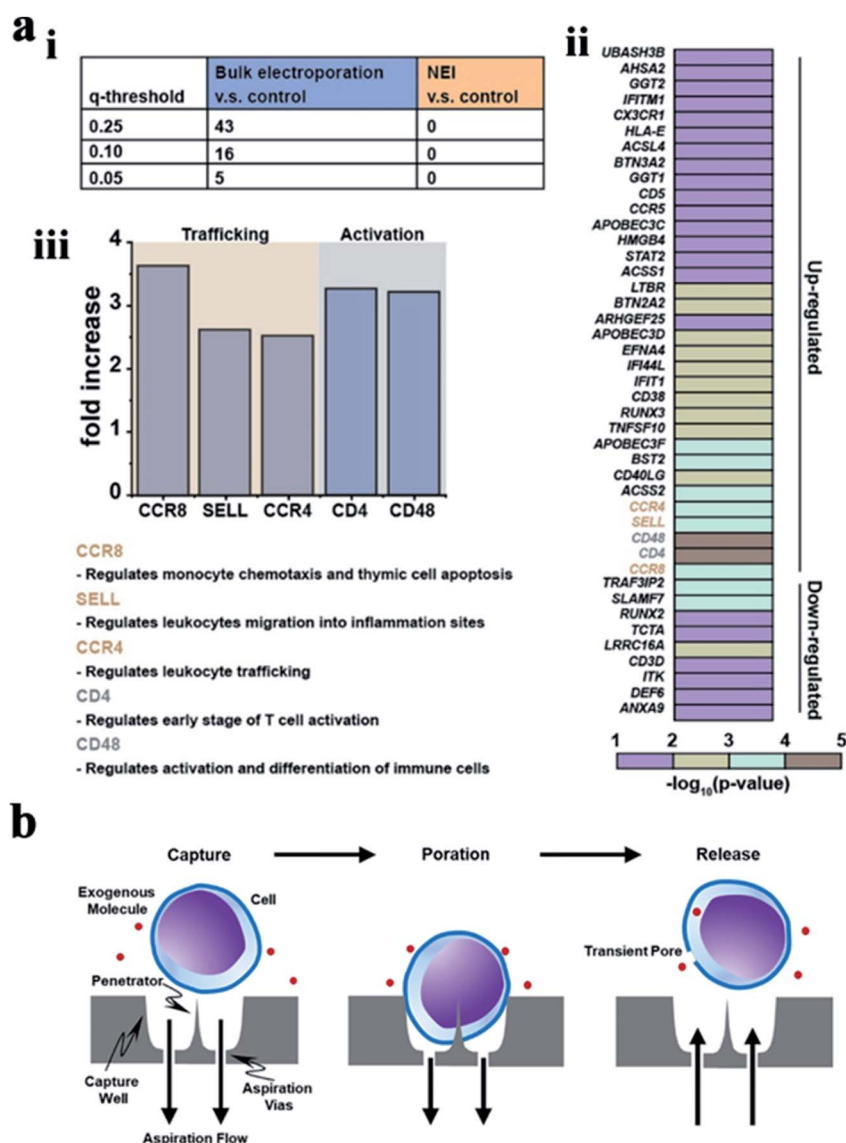 a
i
q-threshold
Bulk electroporation
v.s. control
NEI
v.s. control
0.25 43 0
0.10 16 0
0.05 5 0
ii
UBASH3B
AHSA2
GGT2
IFITM1
CX3CR1
HLA-E
ACSL4
BTN3A2
GGT1
CD5
CCR5
APOBEC3C
HMGB4
STAT2
ACSS1
LTBR
BTN2A2
ARHGEF25
APOBEC3D
EFNA4
IFI44L
IFIT1
CD38
RUNX3
TNFSF10
APOBEC3F
BST2
CD40LG
ACSS2
CCR4
SELL
CD48
CD4
CCR8
TRAF3IP2
SLAMF7
RUNX2
TCTA
LRRC16A
CD3D
ITK
DEF6
ANXA9
Up-regulated
Down-regulated
1 2 3 4 5
-log10(p-value)
iii
Trafficking Activation
fold increase
4
3
2
1
0
CCR8 SELL CCR4 CD4 CD48
CCR8
- Regulates monocyte chemotaxis and thymic cell apoptosis
SELL
- Regulates leukocytes migration into inflammation sites
CCR4
- Regulates leukocyte trafficking
CD4
- Regulates early stage of T cell activation
CD48
- Regulates activation and differentiation of immune cells
b
Capture Poration Release
Exogenous
Molecule
Cell
Penetrator
Capture
Well
Aspiration
Vias
Aspiration Flow
Transient Pore